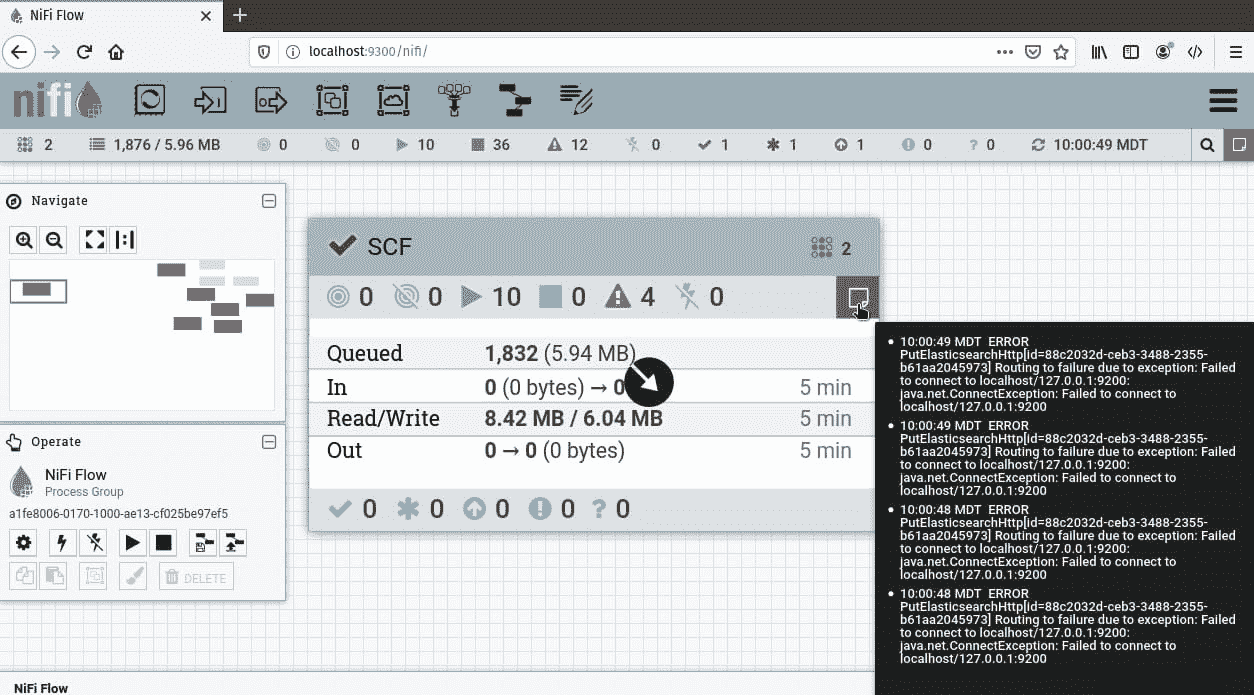 NiFi Flow
localhost:9300/nifi/
nifi
2 1,876 / 5.96 MB 0 0 10 36 12 0 1 1 1 0 ? 0 10:00:49 MDT
Navigate
SCF 2
0 0 10 0 4 0
Queued 1,832 (5.94 MB)
In 0 (0 bytes) → 0 5 min
Read/Write 8.42 MB / 6.04 MB 5 min
Out 0 → 0 (0 bytes) 5 min
0 0 0 0 ? 0
Operate
NiFi Flow
Process Group
a1fe8006-0170-1000-ae13-cf025be97ef5
DELETE
• 10:00:49 MDT ERROR
PutElasticsearchHttp[id=88c2032d-ceb3-3488-2355-
b61aa2045973] Routing to failure due to exception: Failed
to connect to localhost/127.0.0.1:9200:
java.net.ConnectException: Failed to connect to
localhost/127.0.0.1:9200
• 10:00:49 MDT ERROR
PutElasticsearchHttp[id=88c2032d-ceb3-3488-2355-
b61aa2045973] Routing to failure due to exception: Failed
to connect to localhost/127.0.0.1:9200:
java.net.ConnectException: Failed to connect to
localhost/127.0.0.1:9200
• 10:00:48 MDT ERROR
PutElasticsearchHttp[id=88c2032d-ceb3-3488-2355-
b61aa2045973] Routing to failure due to exception: Failed
to connect to localhost/127.0.0.1:9200:
java.net.ConnectException: Failed to connect to
localhost/127.0.0.1:9200
• 10:00:48 MDT ERROR
PutElasticsearchHttp[id=88c2032d-ceb3-3488-2355-
b61aa2045973] Routing to failure due to exception: Failed
to connect to localhost/127.0.0.1:9200:
java.net.ConnectException: Failed to connect to
localhost/127.0.0.1:9200
NiFi Flow